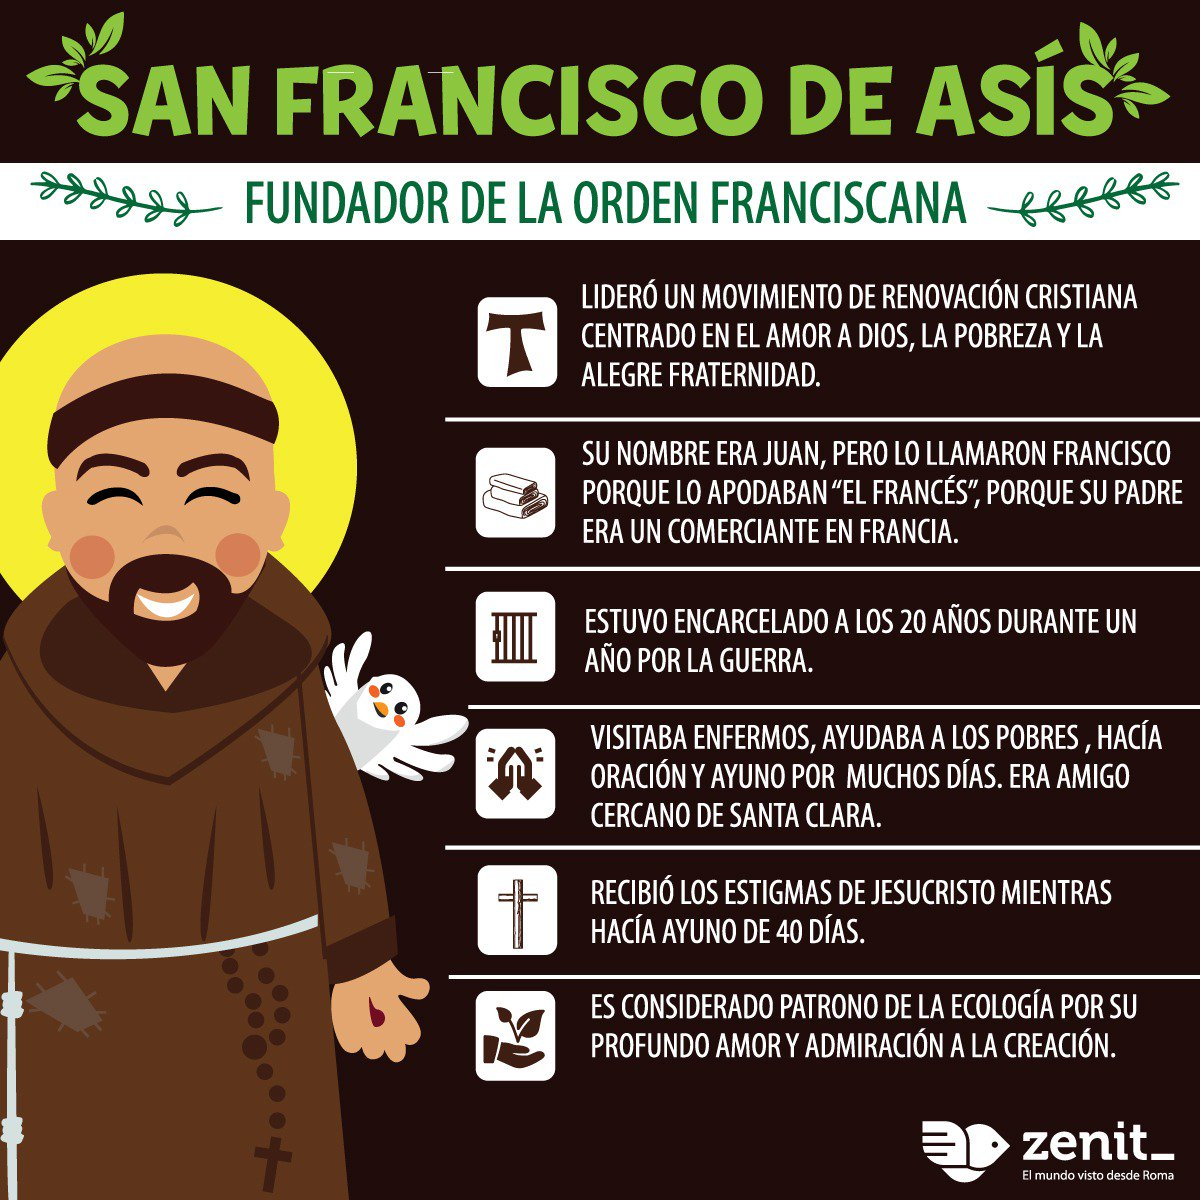 SAN FRANCISCO DE ASÍS
FUNDADOR DE LA ORDEN FRANCISCANA
LIDERÓ UN MOVIMIENTO DE RENOVACIÓN CRISTIANA
CENTRADO EN EL AMOR A DIOS, LA POBREZA Y LA
ALEGRE FRATERNIDAD.
SU NOMBRE ERA JUAN, PERO LO LLAMARON FRANCISCO
PORQUE LO APODABAN “EL FRANCÉS”, PORQUE SU PADRE
ERA UN COMERCIANTE EN FRANCIA.
ESTUVO ENCARCELADO A LOS 20 AÑOS DURANTE UN
AÑO POR LA GUERRA.
VISITABA ENFERMOS, AYUDABA A LOS POBRES , HACÍA
ORACIÓN Y AYUNO POR MUCHOS DÍAS. ERA AMIGO
CERCANO DE SANTA CLARA.
RECIBIÓ LOS ESTIGMAS DE JESUCRISTO MIENTRAS
HACÍA AYUNO DE 40 DÍAS.
ES CONSIDERADO PATRONO DE LA ECOLOGÍA POR SU
PROFUNDO AMOR Y ADMIRACIÓN A LA CREACIÓN.
zenit_
El mundo visto desde Roma